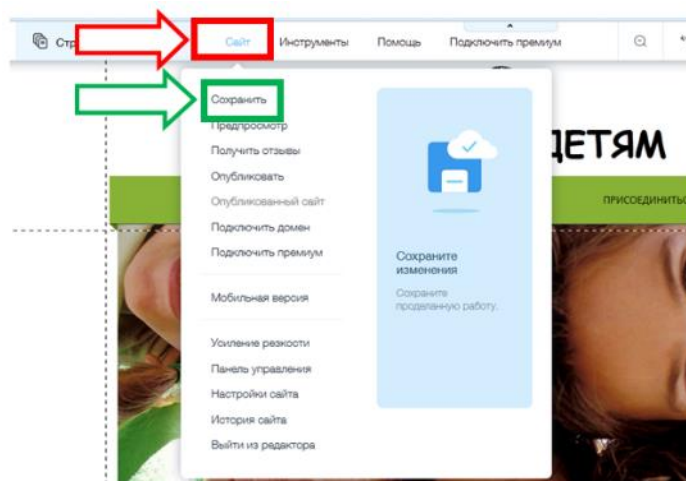 Стр
Сайт
Инструменты
Помощь
Подключить премиум
Сохранить
Предпросмотр
Получить отзывы
Опубликовать
Опубликованный сайт
Подключить домен
Подключить премиум
Мобильная версия
Усиление резкости
Панель управления
Настройки сайта
История сайта
Выйти из редактора
Сохраните
изменения
Сохраните
проделанную работу.
ДЕТЯМ
ПРИСОЕДИНИТЬС